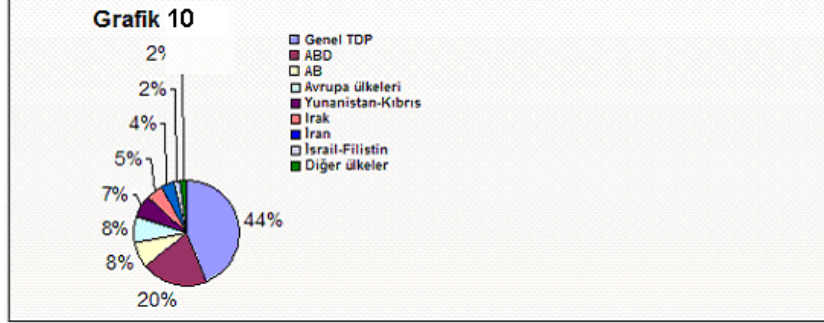 Grafik 10
2%
2%
4%
5%
7%
8%
8%
20%
44%
Genel TDP
ABD
AB
Avrupa ülkeleri
Yunanistan-Kıbrıs
Irak
İran
İsrail-Filistin
Diğer ülkeler